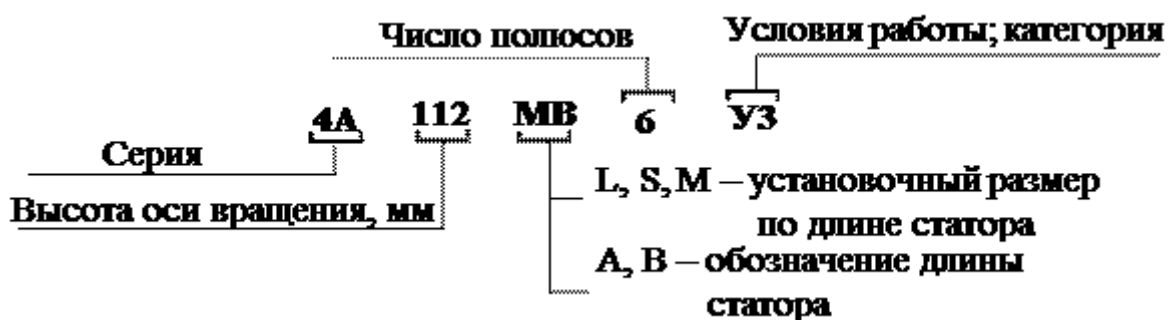 Число полюсов
Условия работы; категория
4А 112 МВ 6 У3
Серия
Высота оси вращения, мм
L, S, M – установочный размер
по длине статора
А, В – обозначение длины
статора